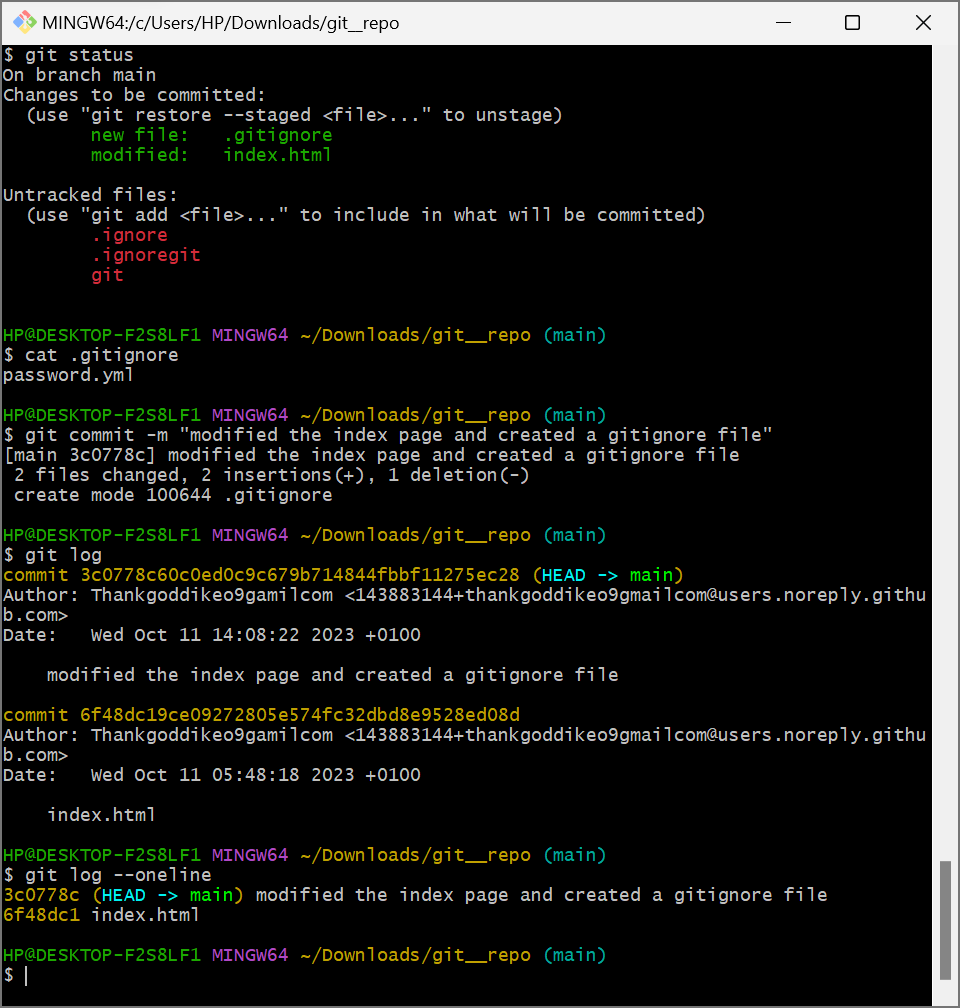 MINGW64:/c/Users/HP/Downloads/git__repo
$ git status
On branch main
Changes to be committed:
  (use "git restore --staged <file>..." to unstage)
        new file:   .gitignore
        modified:   index.html

Untracked files:
  (use "git add <file>..." to include in what will be committed)
        .ignore
        .ignoregit
        git

HP@DESKTOP-F2S8LF1 MINGW64 ~/Downloads/git__repo (main)
$ cat .gitignore
password.yml

HP@DESKTOP-F2S8LF1 MINGW64 ~/Downloads/git__repo (main)
$ git commit -m "modified the index page and created a gitignore file"
[main 3c0778c] modified the index page and created a gitignore file
 2 files changed, 2 insertions(+), 1 deletion(-)
 create mode 100644 .gitignore

HP@DESKTOP-F2S8LF1 MINGW64 ~/Downloads/git__repo (main)
$ git log
commit 3c0778c60c0ed0c9c679b714844fbbf11275ec28 (HEAD -> main)
Author: Thankgoddikeo9gamilcom <143883144+thankgoddikeo9gmailcom@users.noreply.githu
b.com>
Date:   Wed Oct 11 14:08:22 2023 +0100

    modified the index page and created a gitignore file

commit 6f48dc19ce09272805e574fc32dbd8e9528ed08d
Author: Thankgoddikeo9gamilcom <143883144+thankgoddikeo9gmailcom@users.noreply.githu
b.com>
Date:   Wed Oct 11 05:48:18 2023 +0100

    index.html

HP@DESKTOP-F2S8LF1 MINGW64 ~/Downloads/git__repo (main)
$ git log --oneline
3c0778c (HEAD -> main) modified the index page and created a gitignore file
6f48dc1 index.html

HP@DESKTOP-F2S8LF1 MINGW64 ~/Downloads/git__repo (main)
$